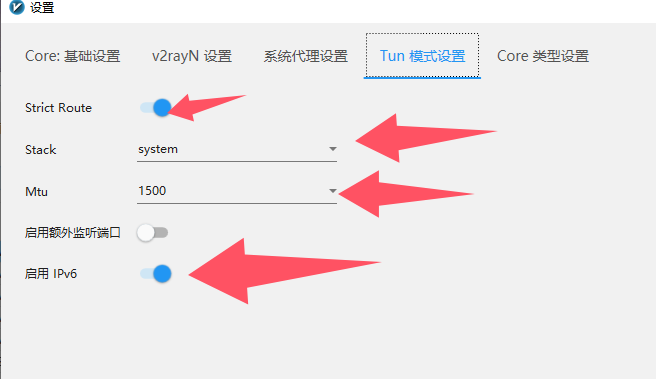 设置
Core: 基础设置 v2rayN 设置 系统代理设置 Tun 模式设置 Core 类型设置
Strict Route
Stack system
Mtu 1500
启用额外监听端口
启用 IPv6